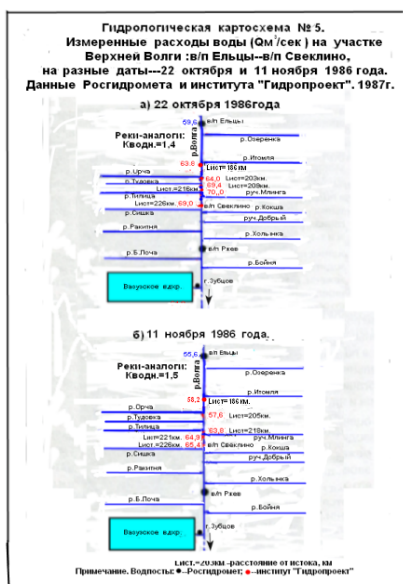 Гидрологическая картосхема № 5.
Измеренные расходы воды (Qм³/сек) на участке
Верхней Волги :в/п Ельцы--в/п Свеклино,
на разные даты---22 октября и 11 ноября 1986 года.
Данные Росгидромета и института "Гидропроект". 1987г.
а) 22 октября 1986года
59,6 в/п Ельцы
Реки-аналоги:
Кводн.=1,4
р.Волга
р.Озеренка
р.Итомля
63,8
Lист=186км
р.Орча
64,0 Lист=203км.
р.Тудовка
69,4 Lист=209км.
Lист.=216км.
70,0 руч.Млинга
р.Тилица
Lист=226км. 69,0 в/п Свеклино р.Кокша
р.Сишка
руч.Добрый
р.Ракитня
р.Холынка
в/п Ржев
р.Б.Лоча
р.Бойня
Вазузское вдхр.
г.Зубцов
б) 11 ноября 1986 года.
55,6 в/п Ельцы
Реки-аналоги:
Кводн.=1,5
р.Волга
р.Озеренка
р.Итомля
58,2 Lист=186км.
р.Орча
р.Тудовка
57,6 Lист=205км.
р.Тилица
63,8 Lист=218км.
руч.Млинга
Lист=221км. 64,9
Lист.=226км. 65,4 в/п Свеклино
р.Кокша
р.Сишка
руч.Добрый
р.Ракитня
р.Холынка
в/п Ржев
р.Б.Лоча
р.Бойня
Вазузское вдхр.
г.Зубцов
Lист.=203км -расстояние от истока, км
Примечание. Водпосты: --Росгидромет; --институт "Гидропроект"